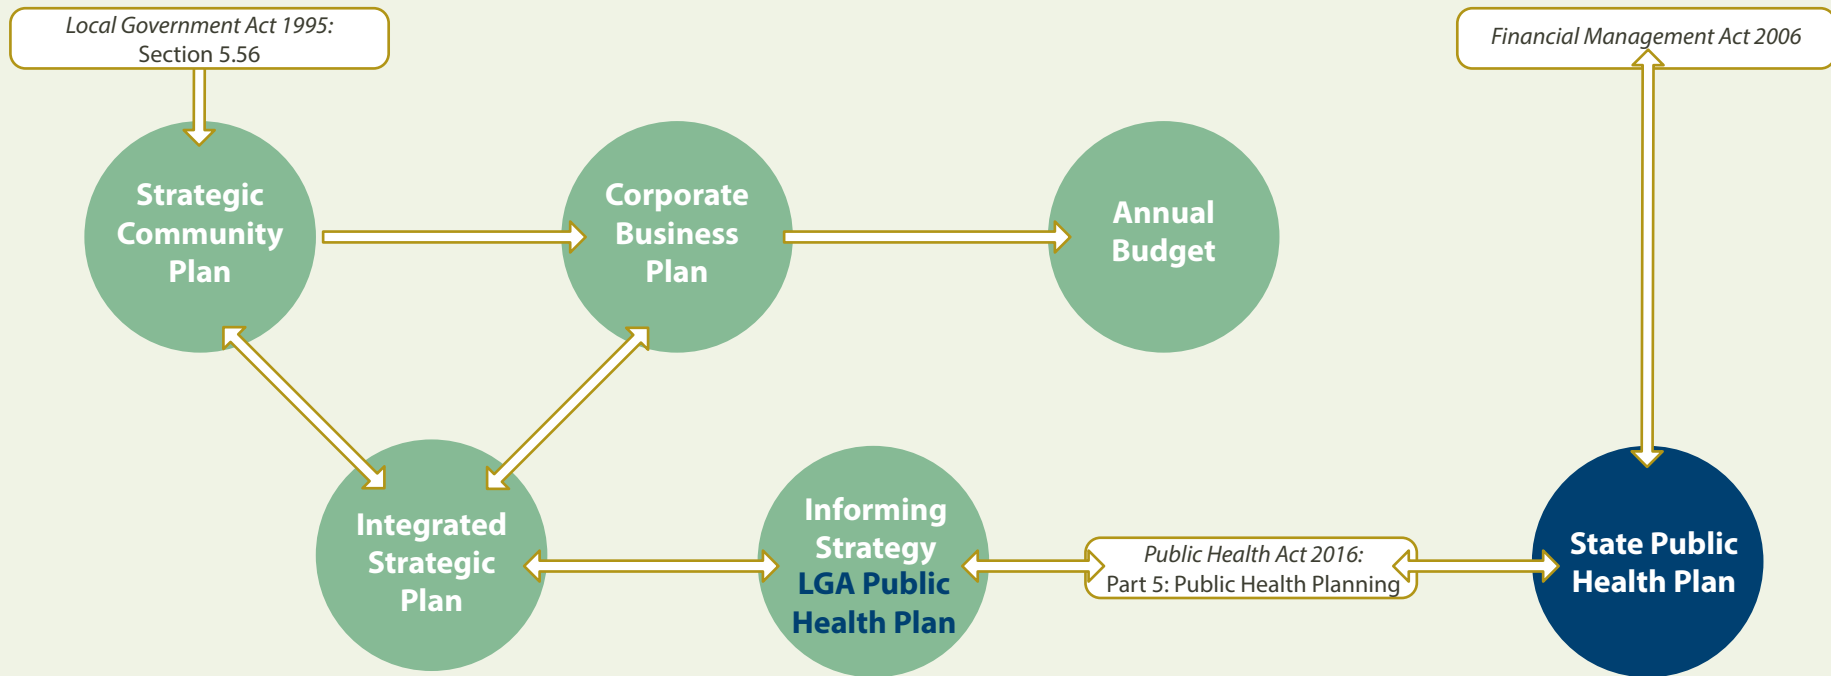 Local Government Act 1995:
Section 5.56
Financial Management Act 2006
Strategic
Community
Plan
Corporate
Business
Plan
Annual
Budget
Integrated
Strategic
Plan
Informing
Strategy
LGA Public
Health Plan
Public Health Act 2016:
Part 5: Public Health Planning
State Public
Health Plan